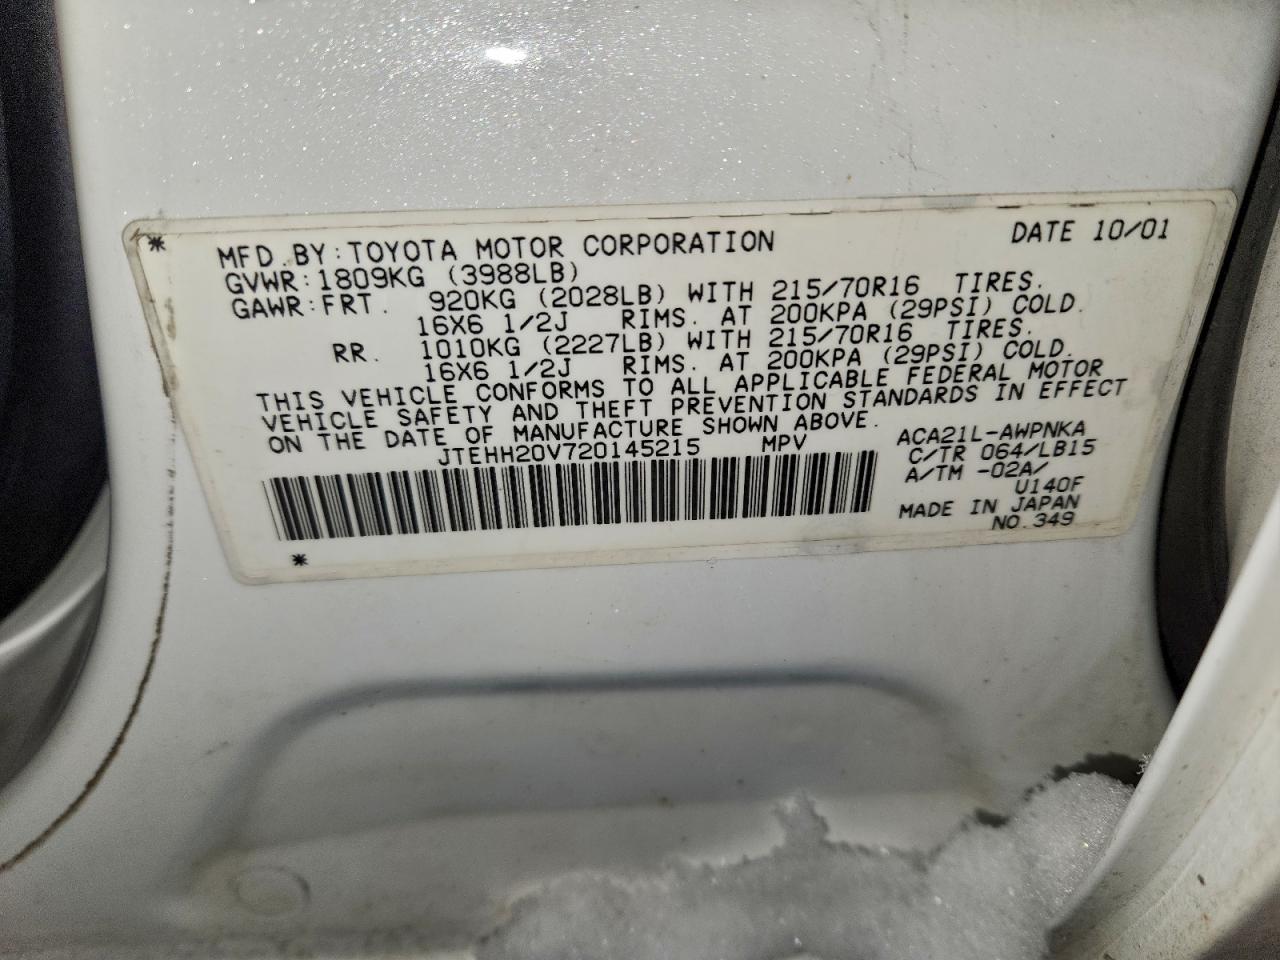 * MFD. BY: TOYOTA MOTOR CORPORATION DATE 10/01
GVWR: 1809KG (3988LB)
GAWR: FRT. 920KG (2028LB) WITH 215/70R16 TIRES.
16X6 1/2J RIMS. AT 200KPA (29PSI) COLD.
RR. 1010KG (2227LB) WITH 215/70R16 TIRES.
16X6 1/2J RIMS. AT 200KPA (29PSI) COLD.
THIS VEHICLE CONFORMS TO ALL APPLICABLE FEDERAL MOTOR
VEHICLE SAFETY AND THEFT PREVENTION STANDARDS IN EFFECT
ON THE DATE OF MANUFACTURE SHOWN ABOVE.
JTEHH20V720145215 MPV
ACA21L-AWPNKA
C/TR 064/LB15
A/TM -02A/
U140F
MADE IN JAPAN
NO.349
*